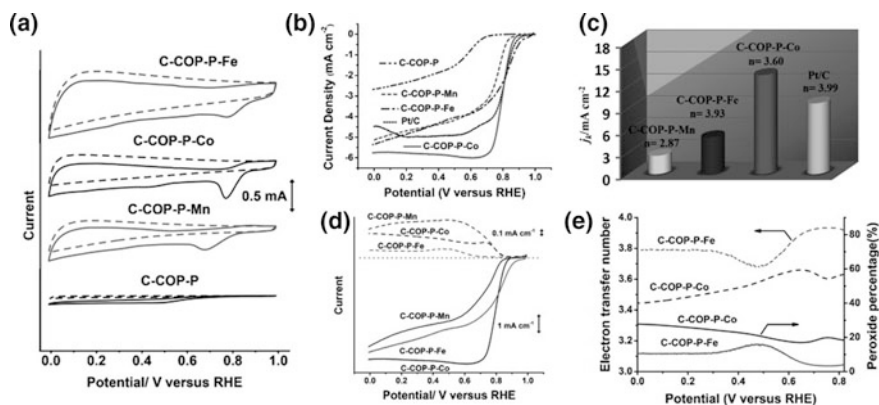 (a)
C-COP-P-Fe
C-COP-P-Co
0.5 mA
C-COP-P-Mn
C-COP-P
Current
0.0 0.2 0.4 0.6 0.8 1.0
Potential/ V versus RHE
(b)
Current Density (mA cm⁻²)
0
-1
-2
-3
-4
-5
-6
C-COP-P
C-COP-P-Mn
C-COP-P-Fe
Pt/C
C-COP-P-Co
0.0 0.2 0.4 0.6 0.8 1.0
Potential (V versus RHE)
(c)
jk/mA cm⁻²
18
15
12
9
6
3
0
C-COP-P-Mn
n= 2.87
C-COP-P-Fe
n= 3.93
C-COP-P-Co
n= 3.60
Pt/C
n= 3.99
(d)
C-COP-P-Mn
C-COP-P-Co
C-COP-P-Fe
0.1 mA cm⁻
C-COP-P-Mn
1 mA cm⁻
C-COP-P-Fe
C-COP-P-Co
Current
0.0 0.2 0.4 0.6 0.8 1.0
Potential/ V versus RHE
(e)
Electron transfer number
4.0
3.8
3.6
3.4
3.2
3.0
C-COP-P-Fe
C-COP-P-Co
C-COP-P-Co
C-COP-P-Fe
80
60
40
20
0
Peroxide percentage(%)
0.0 0.2 0.4 0.6 0.8
Potential (V versus RHE)